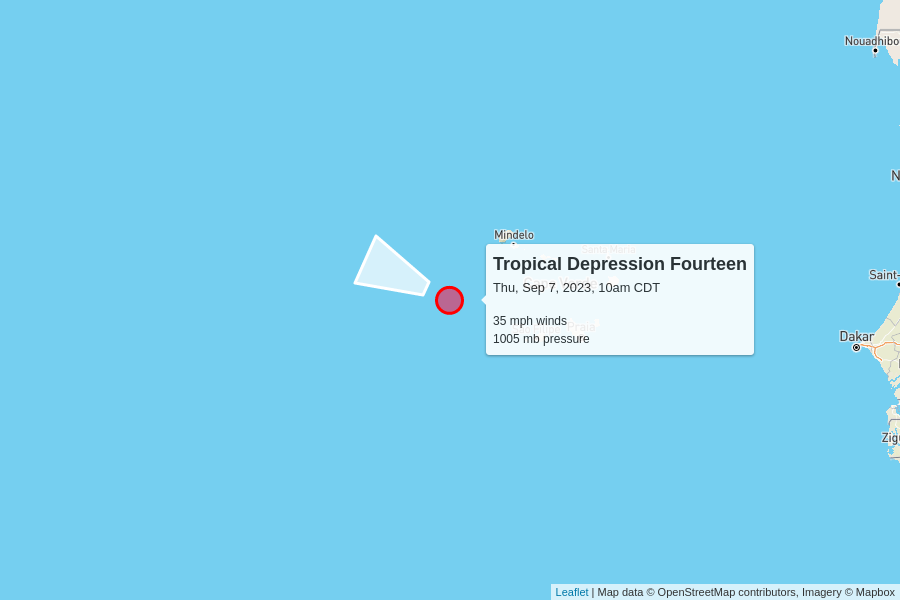 Nouadhibo
N
Mindelo
Santa Maria
Tropical Depression Fourteen
Thu, Sep 7, 2023, 10am CDT
Saint-
35 mph winds
Praia
1005 mb pressure
Dakar
Zig
Leaflet | Map data © OpenStreetMap contributors, Imagery © Mapbox